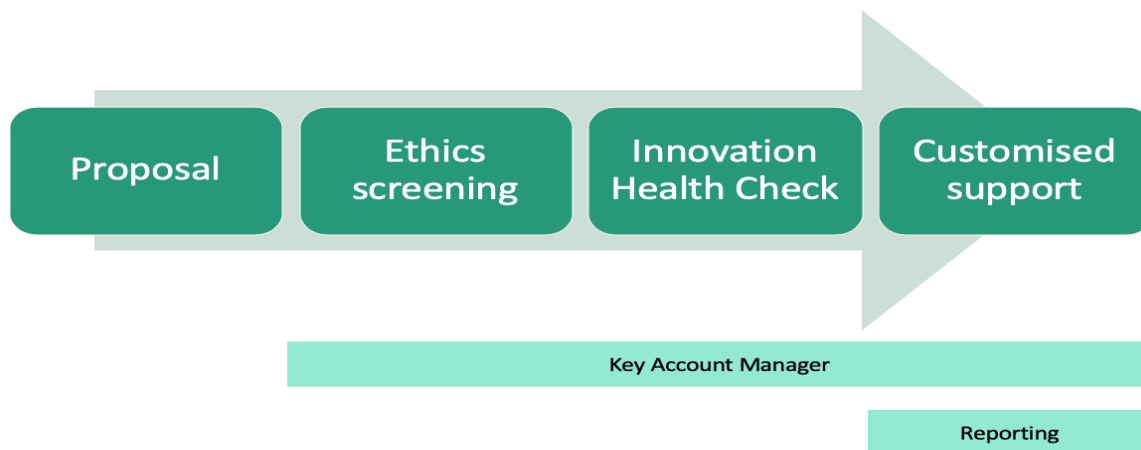 Proposal
Ethics
screening
Innovation
Health Check
Customised
support
Key Account Manager
Reporting